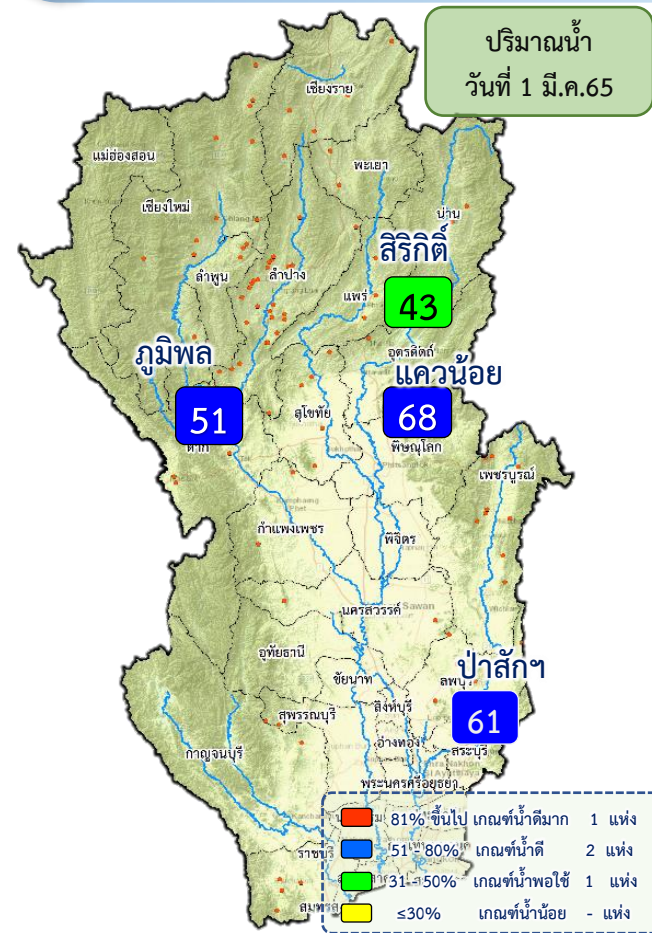 ปริมาณน้ำ
วันที่ 1 มี.ค.65
เชียงราย
แม่ฮ่องสอน
พะเยา
เชียงใหม่
น่าน
สิริกิติ์
ลำพูน
ลำปาง
แพร่
43
อุตรดิตถ์
ภูมิพล
แควน้อย
51
68
สุโขทัย
ตาก
พิษณุโลก
เพชรบูรณ์
กำแพงเพชร
พิจิตร
นครสวรรค์
Sawan
อุทัยธานี
ป่าสักฯ
ชัยนาท
ลพบุรี
สิงห์บุรี
สุพรรณบุรี
61
อ่างทอง
สระบุรี
กาญจนบุรี
พระนครศรีอยุธยา
81% ขึ้นไป เกณฑ์น้ำดีมาก 1 แห่ง
51 - 80% เกณฑ์น้ำดี 2 แห่ง
ราชบุรี
31 - 50% เกณฑ์น้ำพอใช้ 1 แห่ง
≤30% เกณฑ์น้ำน้อย - แห่ง